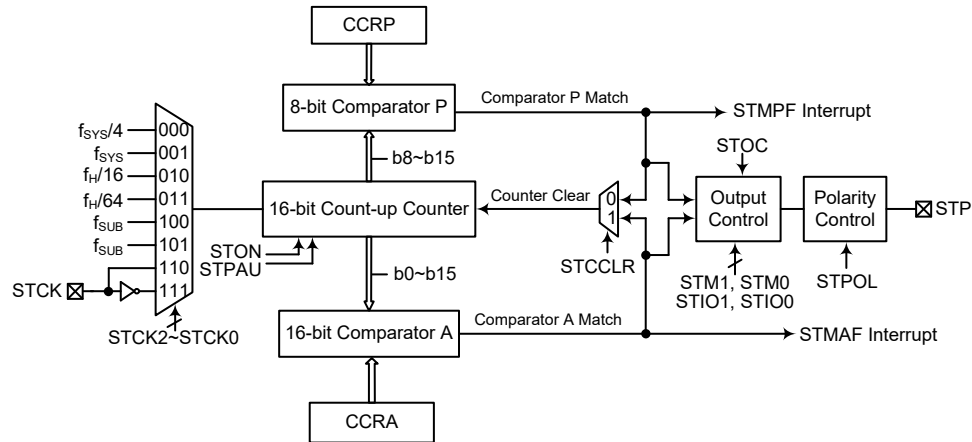 CCRP
8-bit Comparator P
Comparator P Match
STMPF Interrupt
fSYS/4
000
fSYS
001
fH/16
010
fH/64
011
fSUB
100
fSUB
101
110
111
STCK
STCK2~STCK0
b8~b15
16-bit Count-up Counter
Counter Clear
0
1
STCCLR
STON
STPAU
b0~b15
STOC
Output
Control
Polarity
Control
STP
STM1, STM0
STIO1, STIO0
STPOL
16-bit Comparator A
Comparator A Match
STMAF Interrupt
CCRA